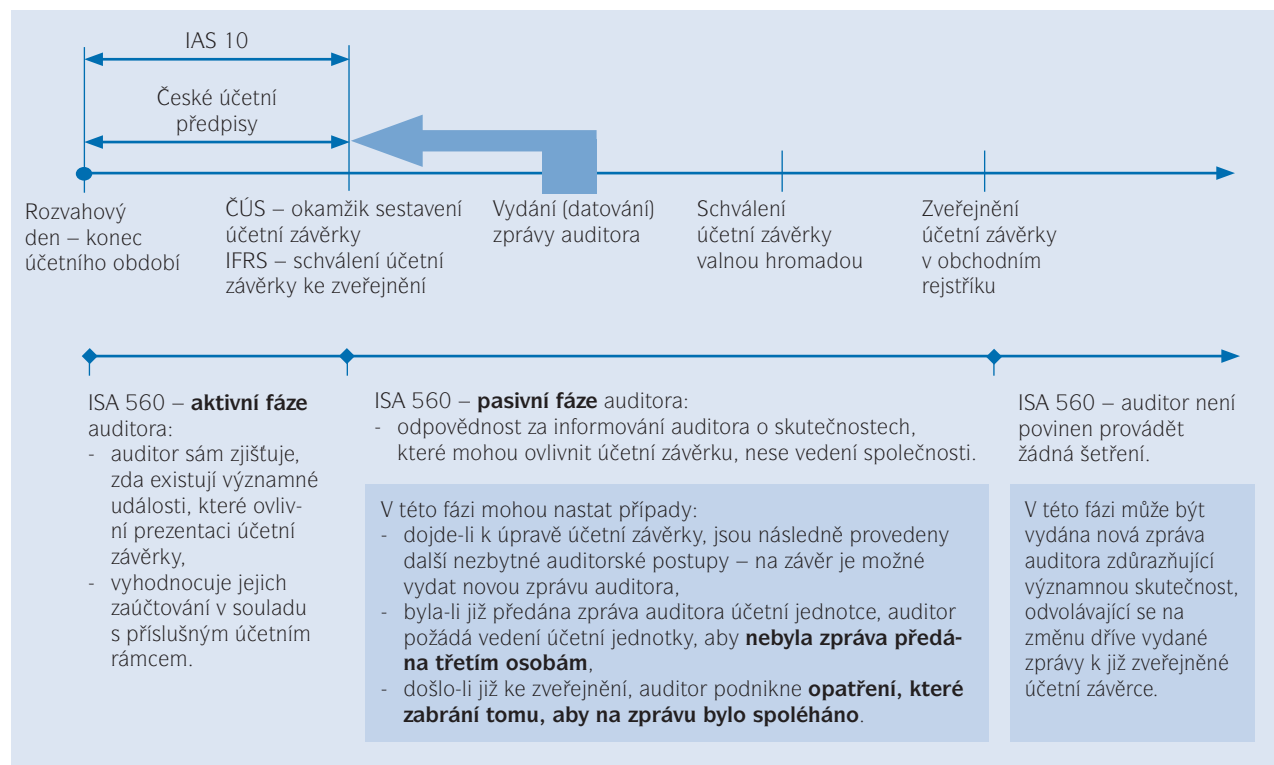 IAS 10
České účetní
předpisy
Rozvahový
den – konec
účetního období
ČÚS – okamžik sestavení
účetní závěrky
IFRS – schválení účetní
závěrky ke zveřejnění
Vydání (datování)
zprávy auditora
Schválení
účetní závěrky
valnou hromadou
Zveřejnění
účetní závěrky
v obchodním
rejstříku
ISA 560 – aktivní fáze
auditora:
- auditor sám zjišťuje,
zda existují významné
události, které ovliv-
ní prezentaci účetní
závěrky,
- vyhodnocuje jejich
zaúčtování v souladu
s příslušným účetním
rámcem.
ISA 560 – pasivní fáze auditora:
- odpovědnost za informování auditora o skutečnostech,
které mohou ovlivnit účetní závěrku, nese vedení společnosti.
V této fázi mohou nastat případy:
- dojde-li k úpravě účetní závěrky, jsou následně provedeny
další nezbytné auditorské postupy – na závěr je možné
vydat novou zprávu auditora,
- byla-li již předána zpráva auditora účetní jednotce, auditor
požádá vedení účetní jednotky, aby nebyla zpráva předá-
na třetím osobám,
- došlo-li již ke zveřejnění, auditor podnikne opatření, které
zabrání tomu, aby na zprávu bylo spoléháno.
ISA 560 – auditor není
povinen provádět
žádná šetření.
V této fázi může být
vydána nová zpráva
auditora zdůrazňující
významnou skutečnost,
odvolávající se na
změnu dříve vydané
zprávy k již zveřejněné
účetní závěrce.